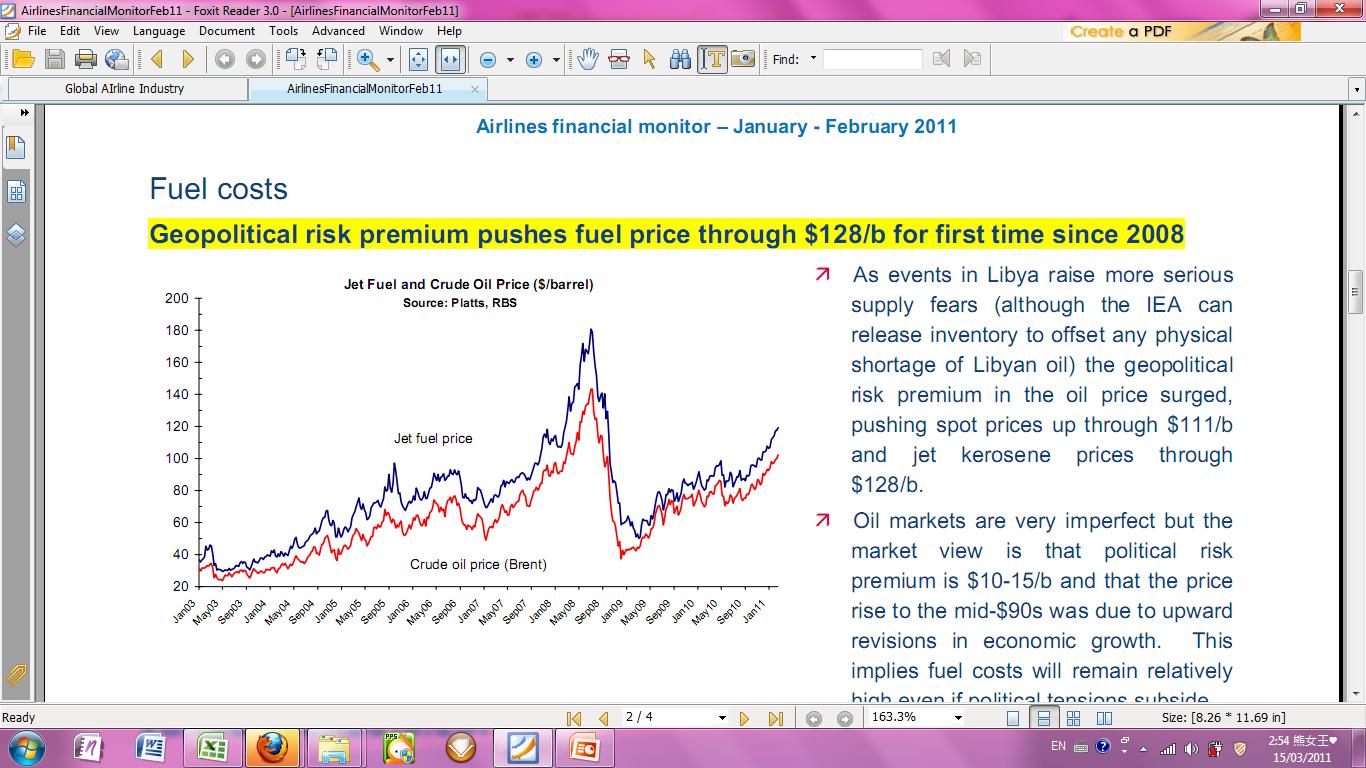 AirlinesFinancialMonitorFeb11 - Foxit Reader 3.0 - [AirlinesFinancialMonitorFeb11]
File Edit View Language Document Tools Advanced Window Help
Create a PDF
Find:
Global AIrline Industry AirlinesFinancialMonitorFeb11
Airlines financial monitor – January - February 2011
Fuel costs
Geopolitical risk premium pushes fuel price through $128/b for first time since 2008
Jet Fuel and Crude Oil Price ($/barrel)
Source: Platts, RBS
200
180
160
140
120
100
80
60
40
20
Jet fuel price
Crude oil price (Brent)
Jan03 May03 Sep03 Jan04 May04 Sep04 Jan05 May05 Sep05 Jan06 May06 Sep06 Jan07 May07 Sep07 Jan08 May08 Sep08 Jan09 May09 Sep09 Jan10 May10 Sep10 Jan11
As events in Libya raise more serious
supply fears (although the IEA can
release inventory to offset any physical
shortage of Libyan oil) the geopolitical
risk premium in the oil price surged,
pushing spot prices up through $111/b
and jet kerosene prices through
$128/b.
Oil markets are very imperfect but the
market view is that political risk
premium is $10-15/b and that the price
rise to the mid-$90s was due to upward
revisions in economic growth. This
implies fuel costs will remain relatively
high even if political tensions subside
Ready 2 / 4 163.3% Size: [8.26 * 11.69 in]
PPS
EN
2:54 熊女王♥
15/03/2011